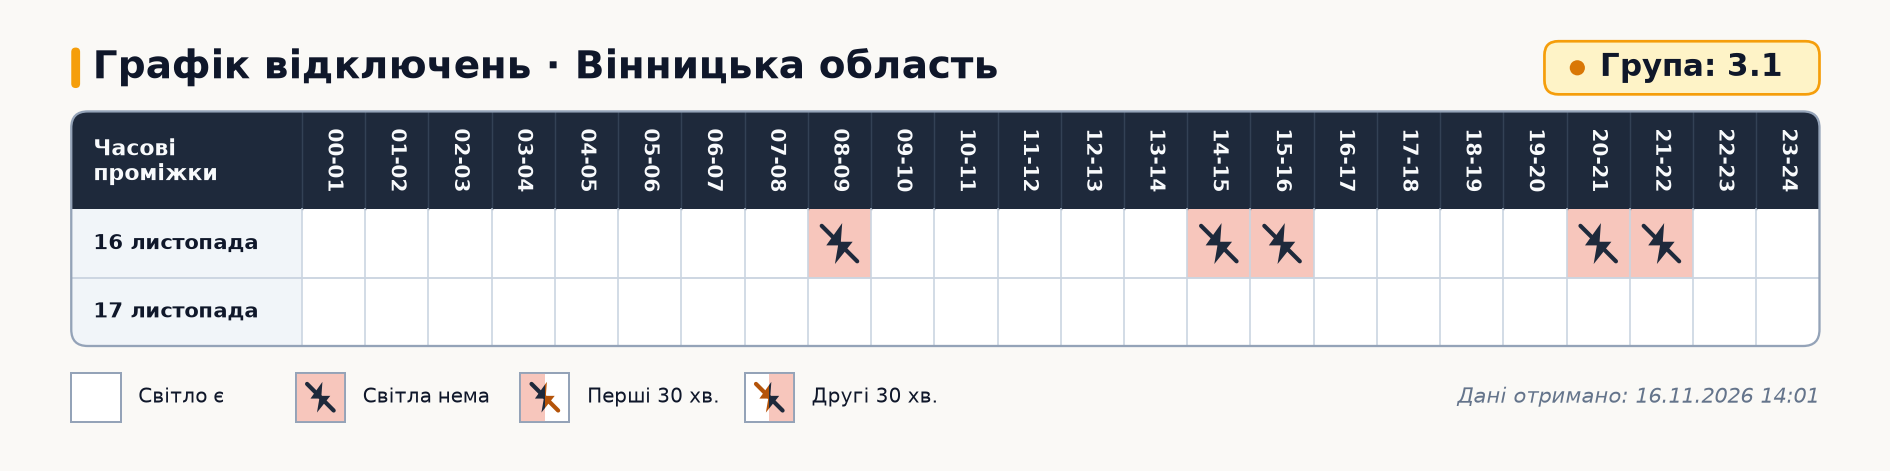 Графік відключень · Вінницька область
Група: 3.1
Часові
проміжки
00-01
01-02
02-03
03-04
04-05
05-06
06-07
07-08
08-09
09-10
10-11
11-12
12-13
13-14
14-15
15-16
16-17
17-18
18-19
19-20
20-21
21-22
22-23
23-24
16 листопада
17 листопада
Світло є
Світла нема
Перші 30 хв.
Другі 30 хв.
Дані отримано: 16.11.2026 14:01